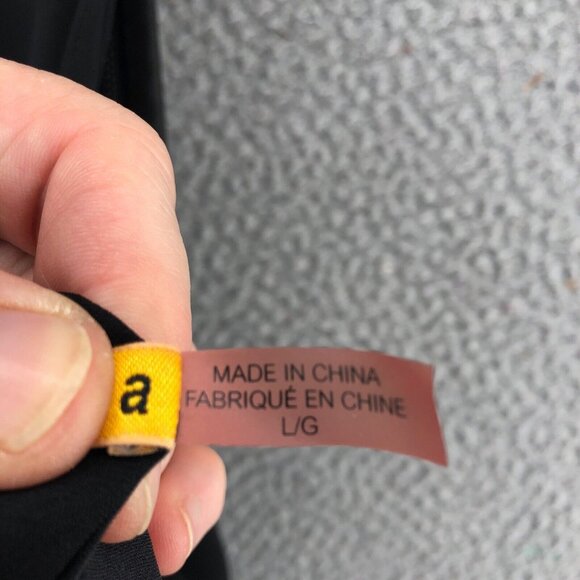 a
MADE IN CHINA
FABRIQUÉ EN CHINE
L/G